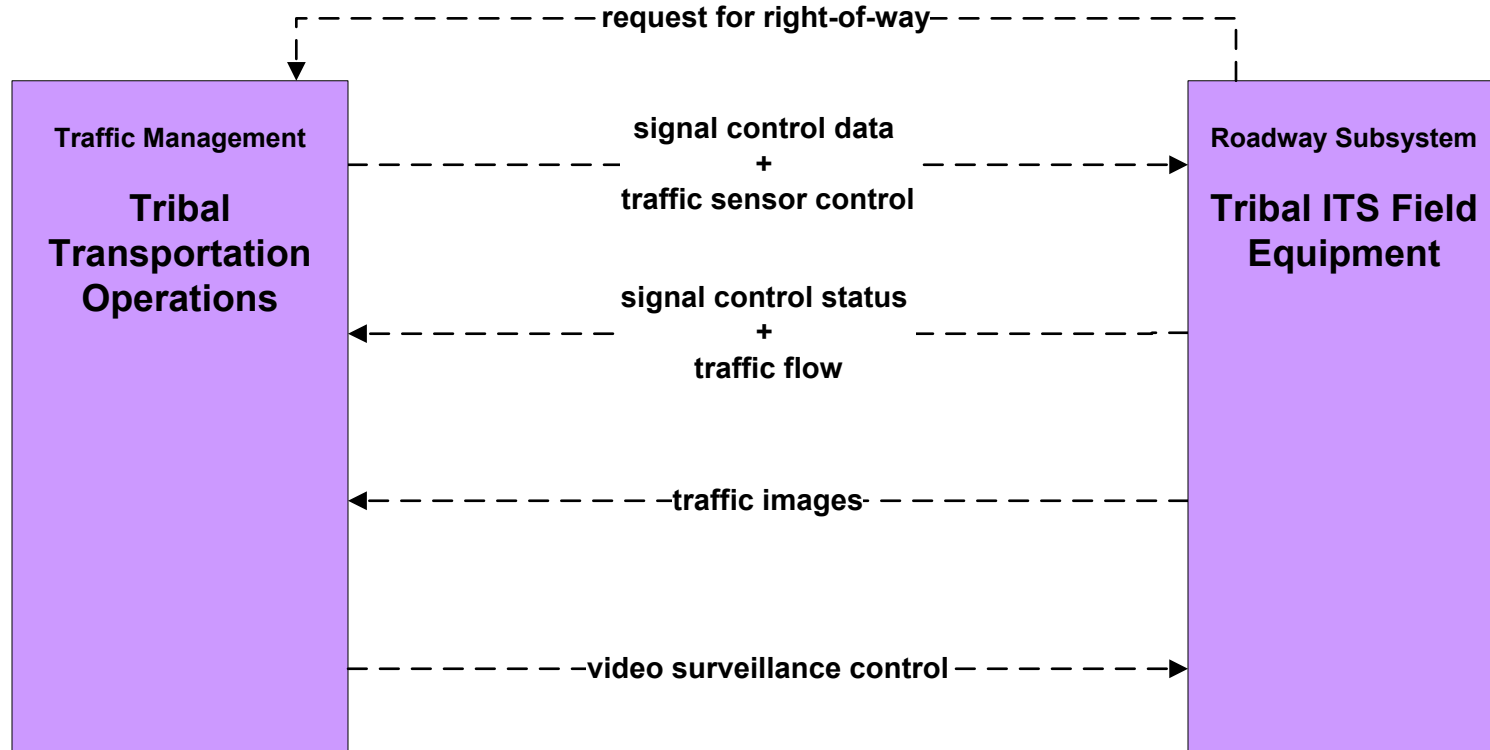 request for right-of-way
Traffic Management
Tribal
Transportation
Operations
signal control data
+
traffic sensor control
signal control status
+
traffic flow
traffic images
video surveillance control
Roadway Subsystem
Tribal ITS Field
Equipment